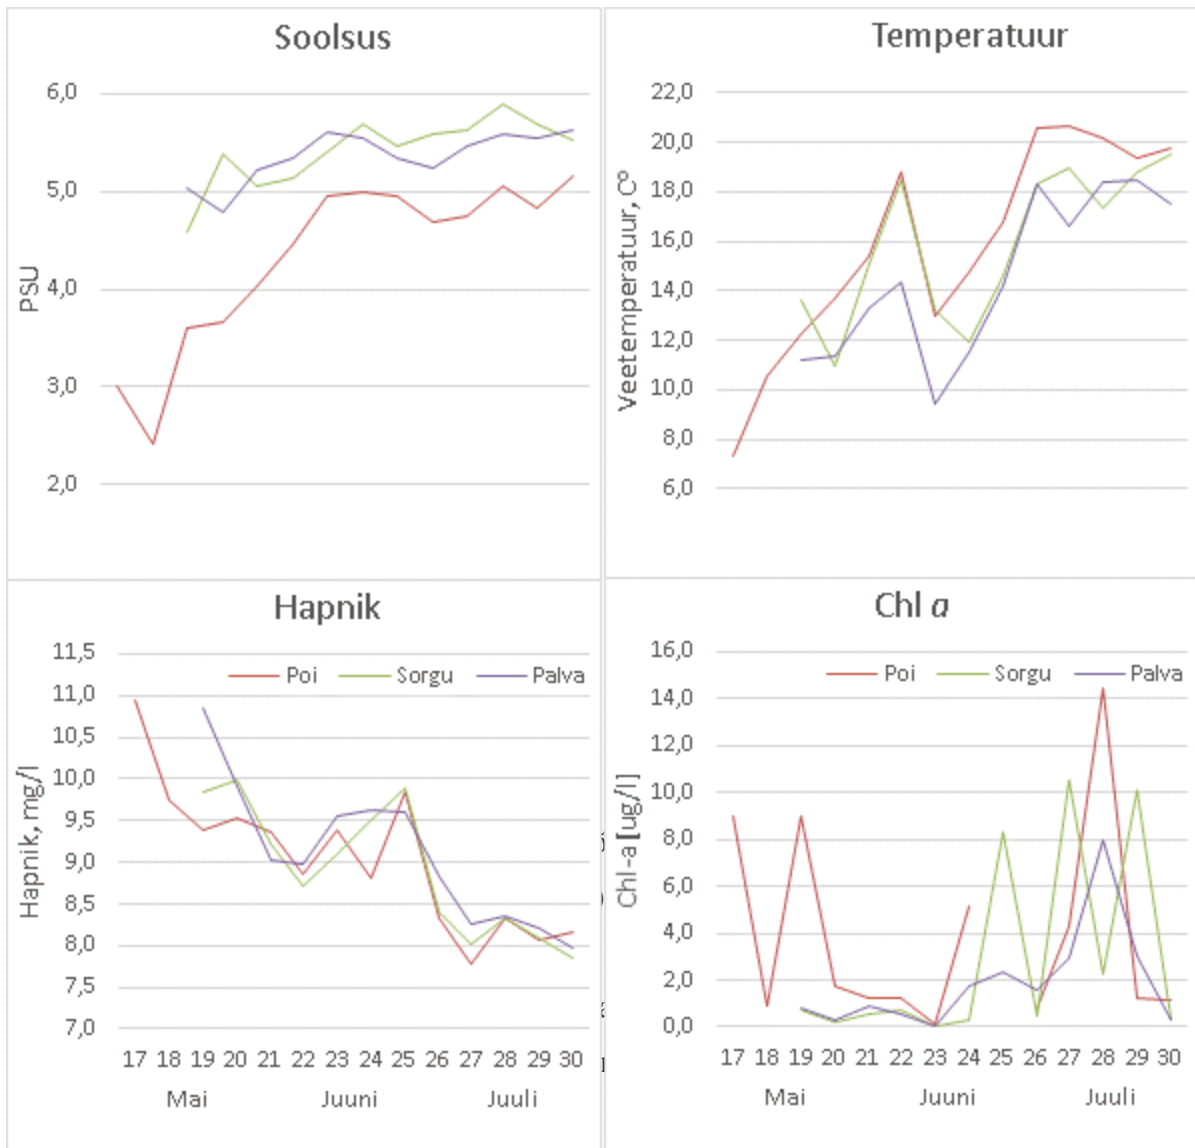 Soolsus
6,0
5,0
4,0
3,0
2,0
PSU
Temperatuur
22,0
20,0
18,0
16,0
14,0
12,0
10,0
8,0
6,0
Veetemperatuur, C°
Hapnik
11,5
11,0
10,5
10,0
9,5
9,0
8,5
8,0
7,5
7,0
Hapnik, mg/l
Poi Sorgu Palva
17 18 19 20 21 22 23 24 25 26 27 28 29 30
Mai Juuni Juuli
Chl a
16,0
14,0
12,0
10,0
8,0
6,0
4,0
2,0
0,0
Chl-a [ug/l]
Poi Sorgu Palva
17 18 19 20 21 22 23 24 25 26 27 28 29 30
Mai Juuni Juuli